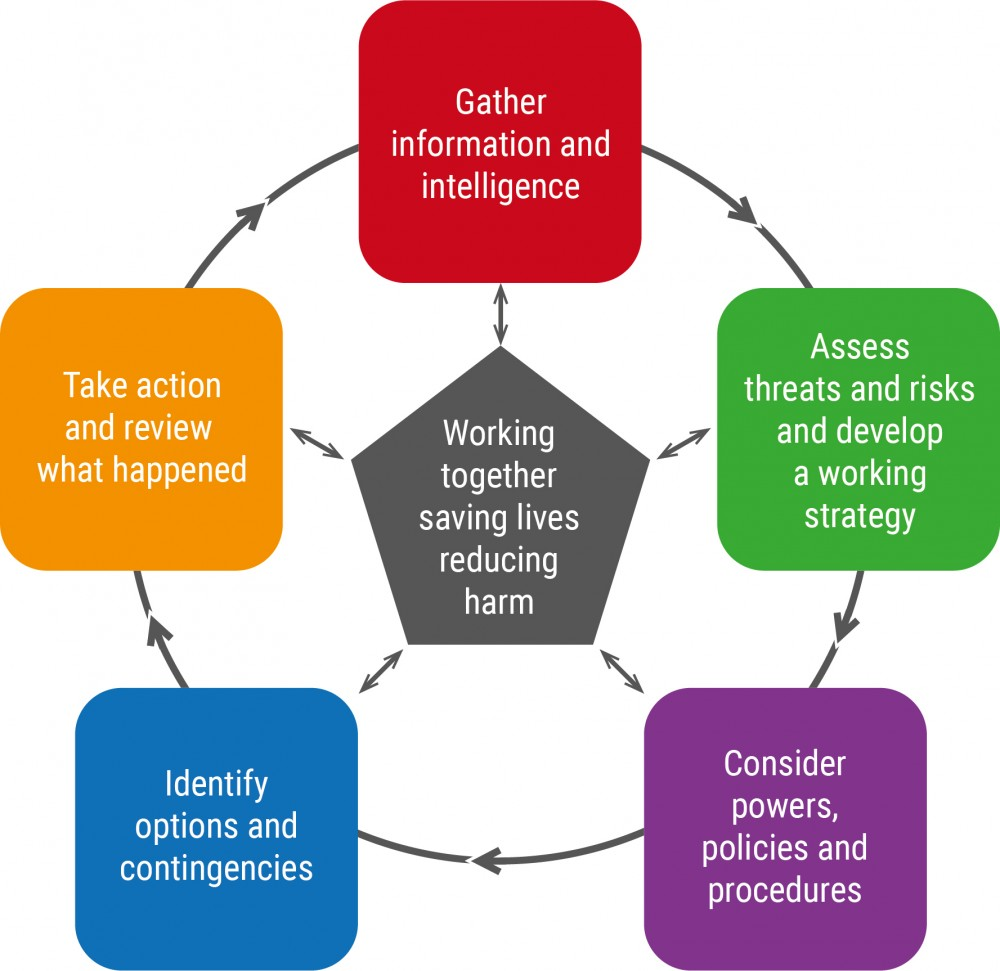 Gather
information and
intelligence
Assess
threats and risks
and develop
a working
strategy
Consider
powers,
policies and
procedures
Identify
options and
contingencies
Take action
and review
what happened
Working
together
saving lives
reducing
harm